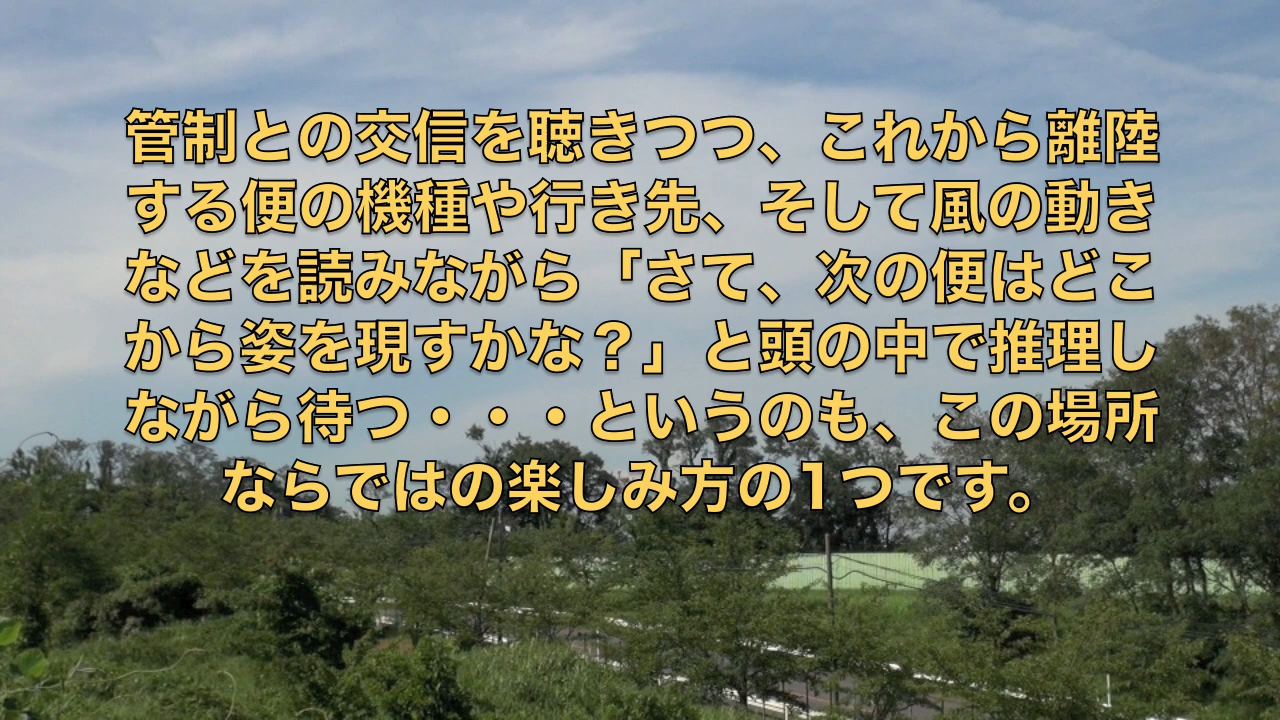 管制との交信を聴きつつ、これから離陸
する便の機種や行き先、そして風の動き
などを読みながら「さて、次の便はどこ
から姿を現すかな？」と頭の中で推理し
ながら待つ・・・というのも、この場所
ならではの楽しみ方の1つです。